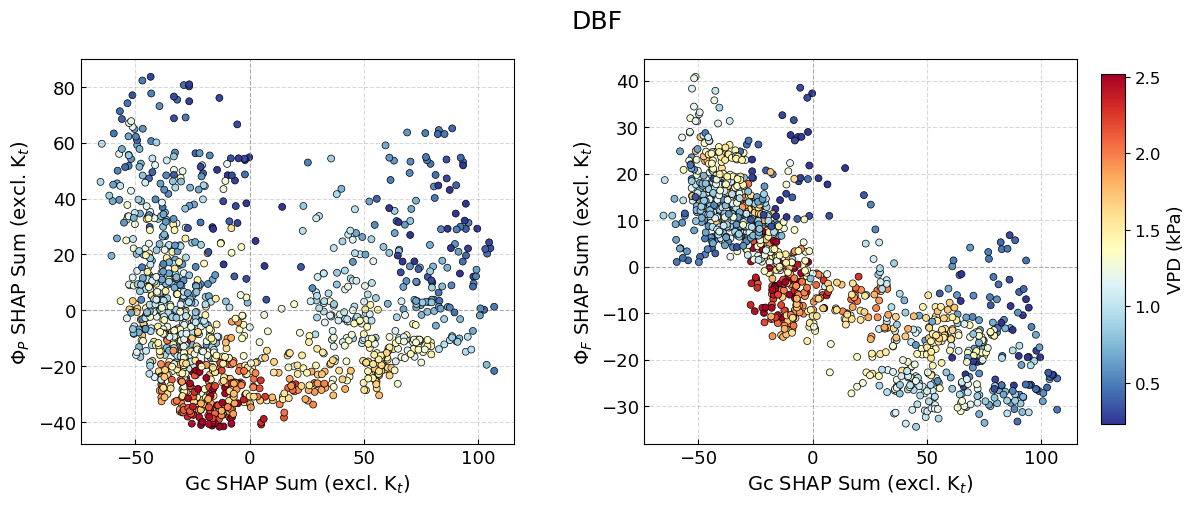 DBF
80
60
40
20
0
−20
−40
Φ_P SHAP Sum (excl. K_t)
−50 0 50 100
Gc SHAP Sum (excl. K_t)
40
30
20
10
0
−10
−20
−30
Φ_F SHAP Sum (excl. K_t)
−50 0 50 100
Gc SHAP Sum (excl. K_t)
2.5
2.0
1.5
1.0
0.5
VPD (kPa)